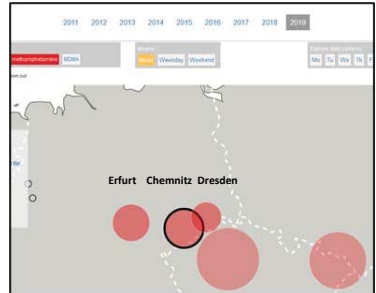 2011 2012 2013 2014 2015 2016 2017 2018 2019
methamphetamine MDMA
Weekday Weekend
Mo Tu We Th F
Erfurt Chemnitz Dresden